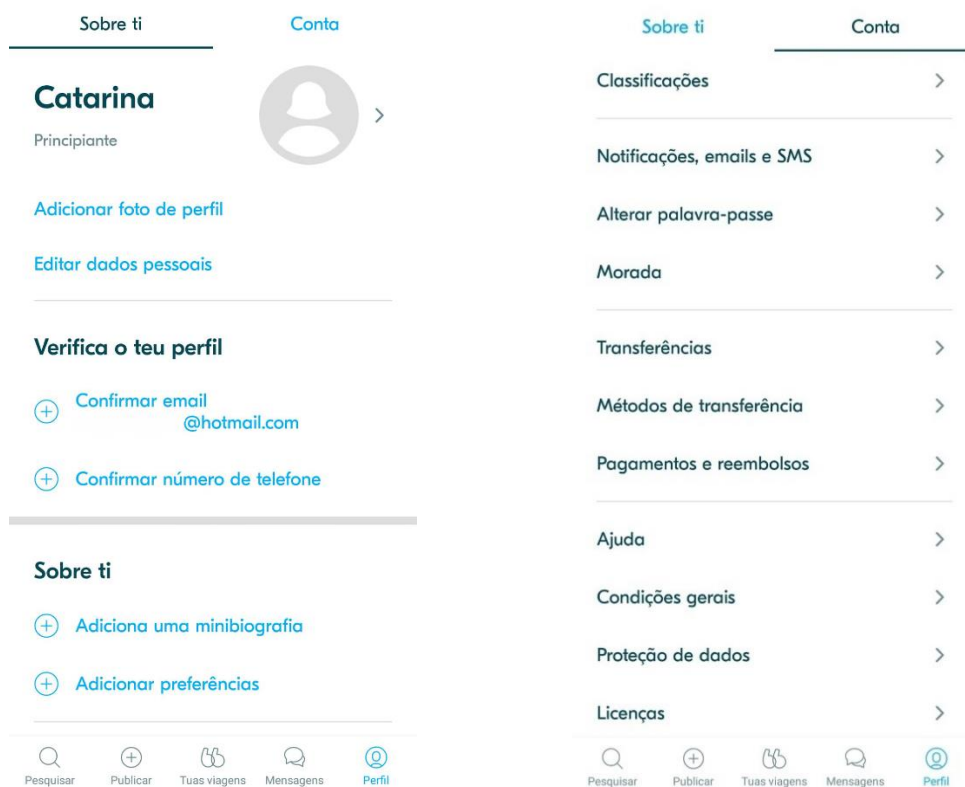 Sobre ti
Conta
Catarina
Principiante
Adicionar foto de perfil
Editar dados pessoais
Verifica o teu perfil
Confirmar email
@hotmail.com
Confirmar número de telefone
Sobre ti
Adiciona uma minibiografia
Adicionar preferências
Pesquisar
Publicar
Tuas viagens
Mensagens
Perfil
Sobre ti
Conta
Classificações
Notificações, emails e SMS
Alterar palavra-passe
Morada
Transferências
Métodos de transferência
Pagamentos e reembolsos
Ajuda
Condições gerais
Proteção de dados
Licenças
Pesquisar
Publicar
Tuas viagens
Mensagens
Perfil